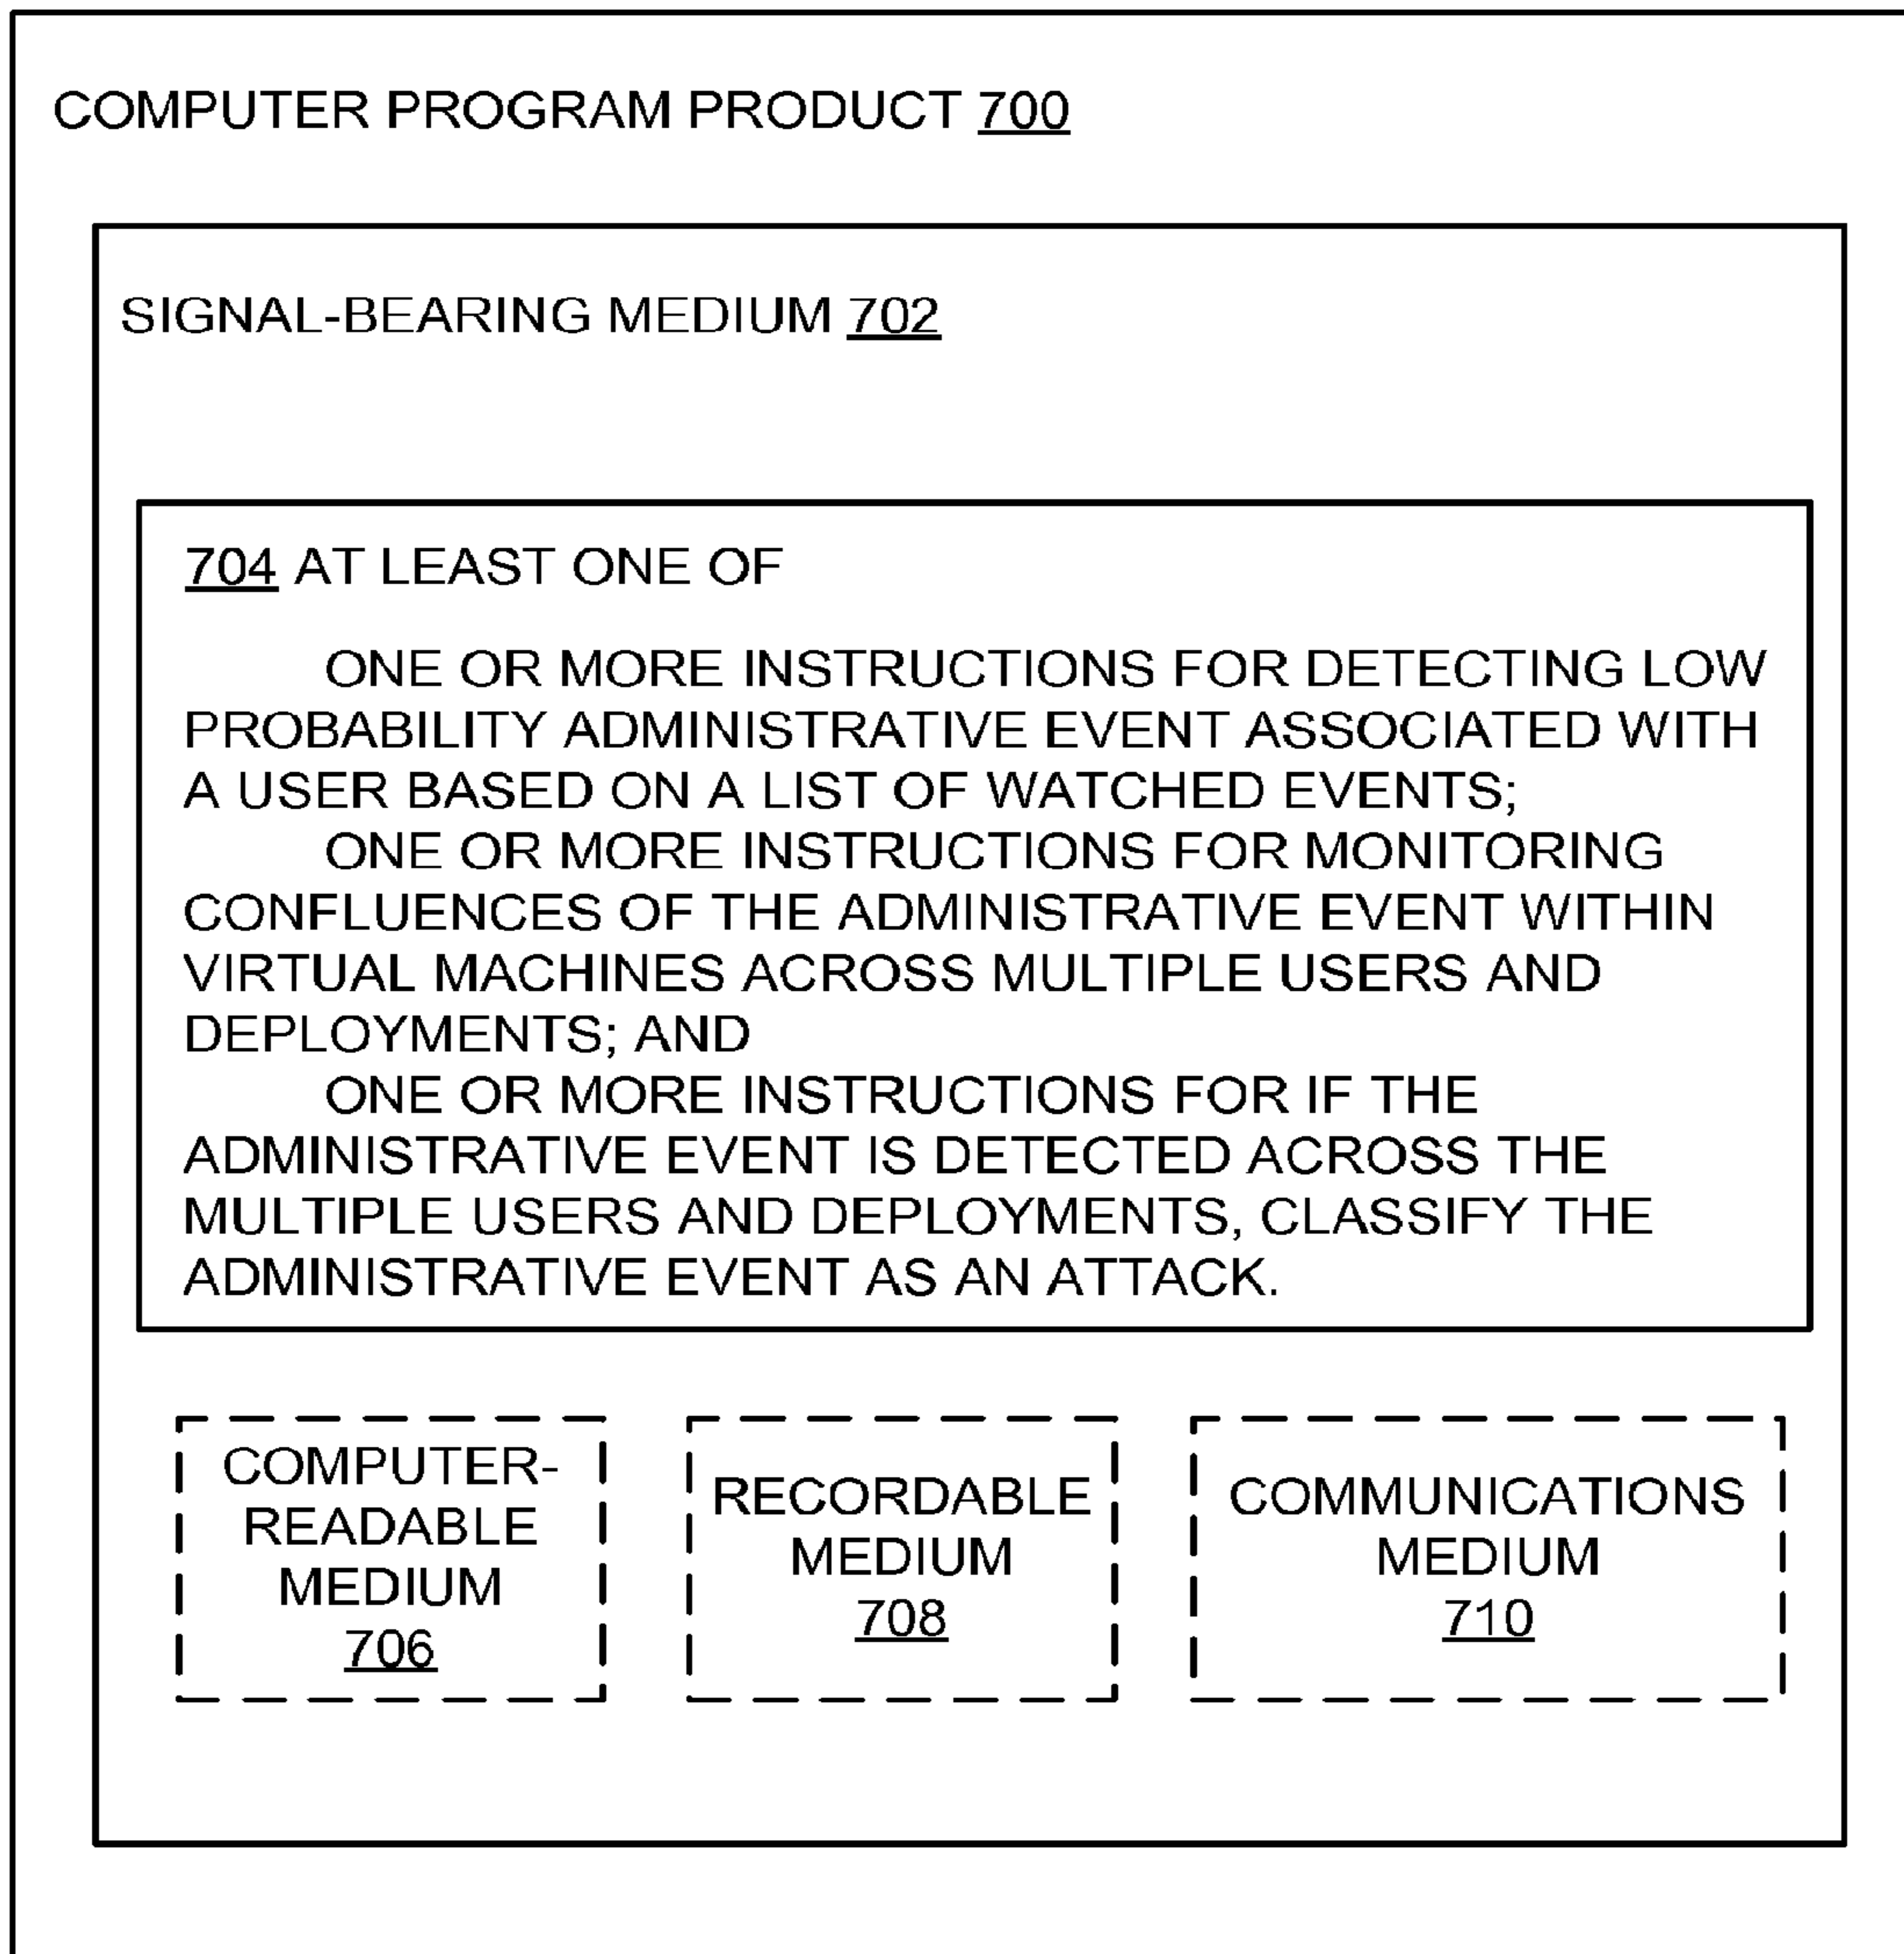 COMPUTER PROGRAM PRODUCT 700
SIGNAL-BEARING MEDIUM 702
704 AT LEAST ONE OF
ONE OR MORE INSTRUCTIONS FOR DETECTING LOW
PROBABILITY ADMINISTRATIVE EVENT ASSOCIATED WITH
A USER BASED ON A LIST OF WATCHED EVENTS;
ONE OR MORE INSTRUCTIONS FOR MONITORING
CONFLUENCES OF THE ADMINISTRATIVE EVENT WITHIN
VIRTUAL MACHINES ACROSS MULTIPLE USERS AND
DEPLOYMENTS; AND
ONE OR MORE INSTRUCTIONS FOR IF THE
ADMINISTRATIVE EVENT IS DETECTED ACROSS THE
MULTIPLE USERS AND DEPLOYMENTS, CLASSIFY THE
ADMINISTRATIVE EVENT AS AN ATTACK.
COMPUTER-
READABLE
MEDIUM
706
RECORDABLE
MEDIUM
708
COMMUNICATIONS
MEDIUM
710